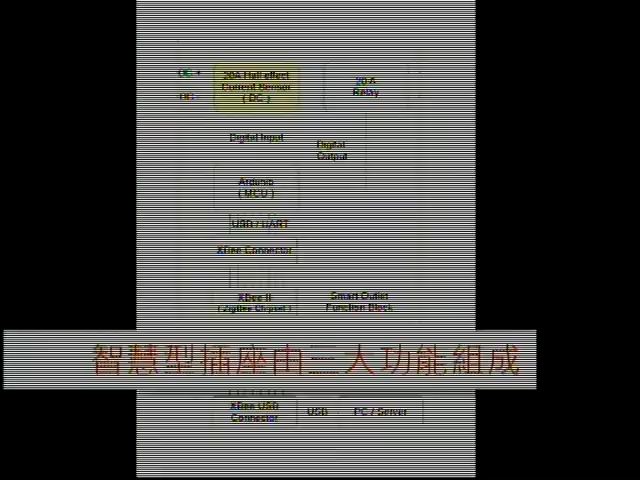 DC +
20A Hall effect
Current Sensor
( DC )
20 A
Relay
DC -
Digital Input
Digital
Output
Arduino
( MCU )
USB / UART
XBee Connector
XBee II
( ZigBee Chipset )
Smart Outlet
Function Block
智慧型插座由三大功能組成
XBee USB
Connector
USB
PC / Server